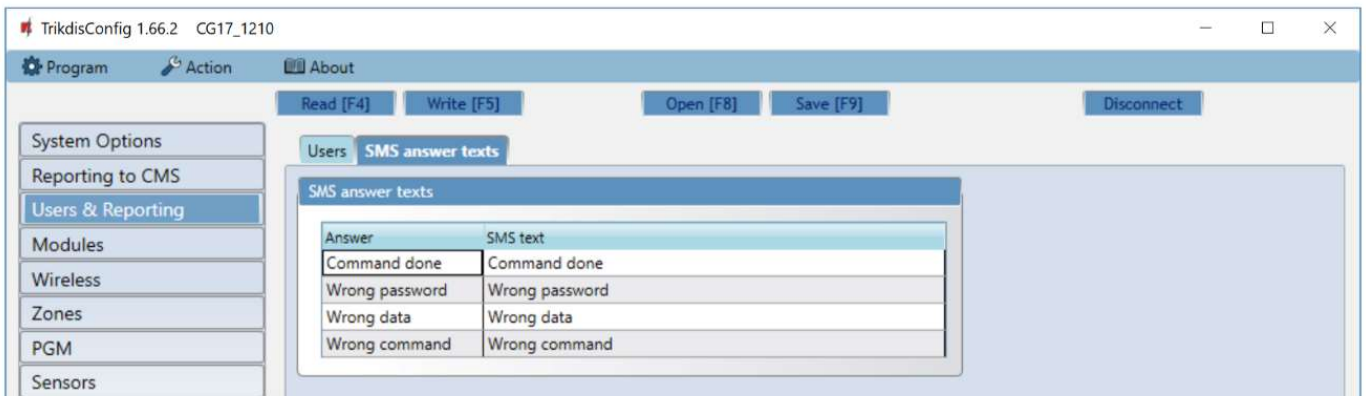 TrikdisConfig 1.66.2 CG17_1210
Program Action About
Read [F4] Write [F5] Open [F8] Save [F9] Disconnect
System Options
Reporting to CMS
Users & Reporting
Modules
Wireless
Zones
PGM
Sensors
Users SMS answer texts
SMS answer texts
Answer SMS text
Command done Command done
Wrong password Wrong password
Wrong data Wrong data
Wrong command Wrong command